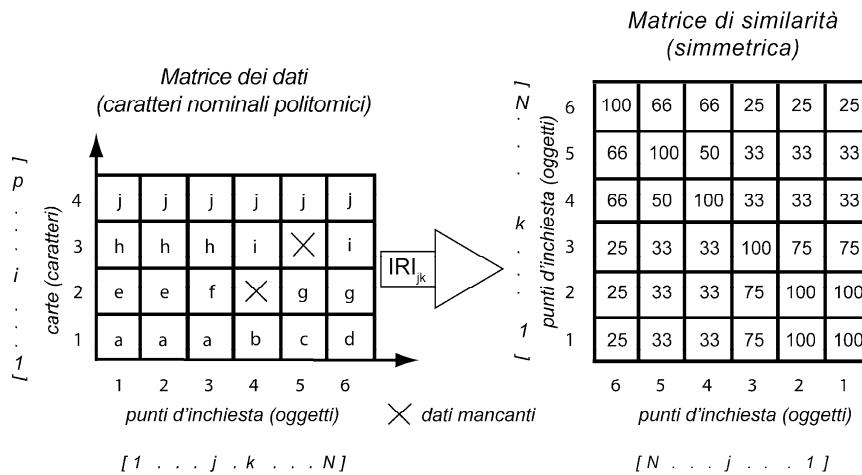 Matrice dei dati
(caratteri nominali politomici)
[ 1 . . . i . . . p ]
carte (caratteri)
4 j j j j j j
3 h h h i i
2 e e f g g
1 a a a b c d
1 2 3 4 5 6
punti d'inchiesta (oggetti)
dati mancanti
[ 1 . . . j . k . . . N ]
IRIjk
Matrice di similarità
(simmetrica)
[ 1 . . . k . . . N ]
punti d'inchiesta (oggetti)
6 100 66 66 25 25 25
5 66 100 50 33 33 33
4 66 50 100 33 33 33
3 25 33 33 100 75 75
2 25 33 33 75 100 100
1 25 33 33 75 100 100
6 5 4 3 2 1
punti d'inchiesta (oggetti)
[ N . . . j . . . 1 ]